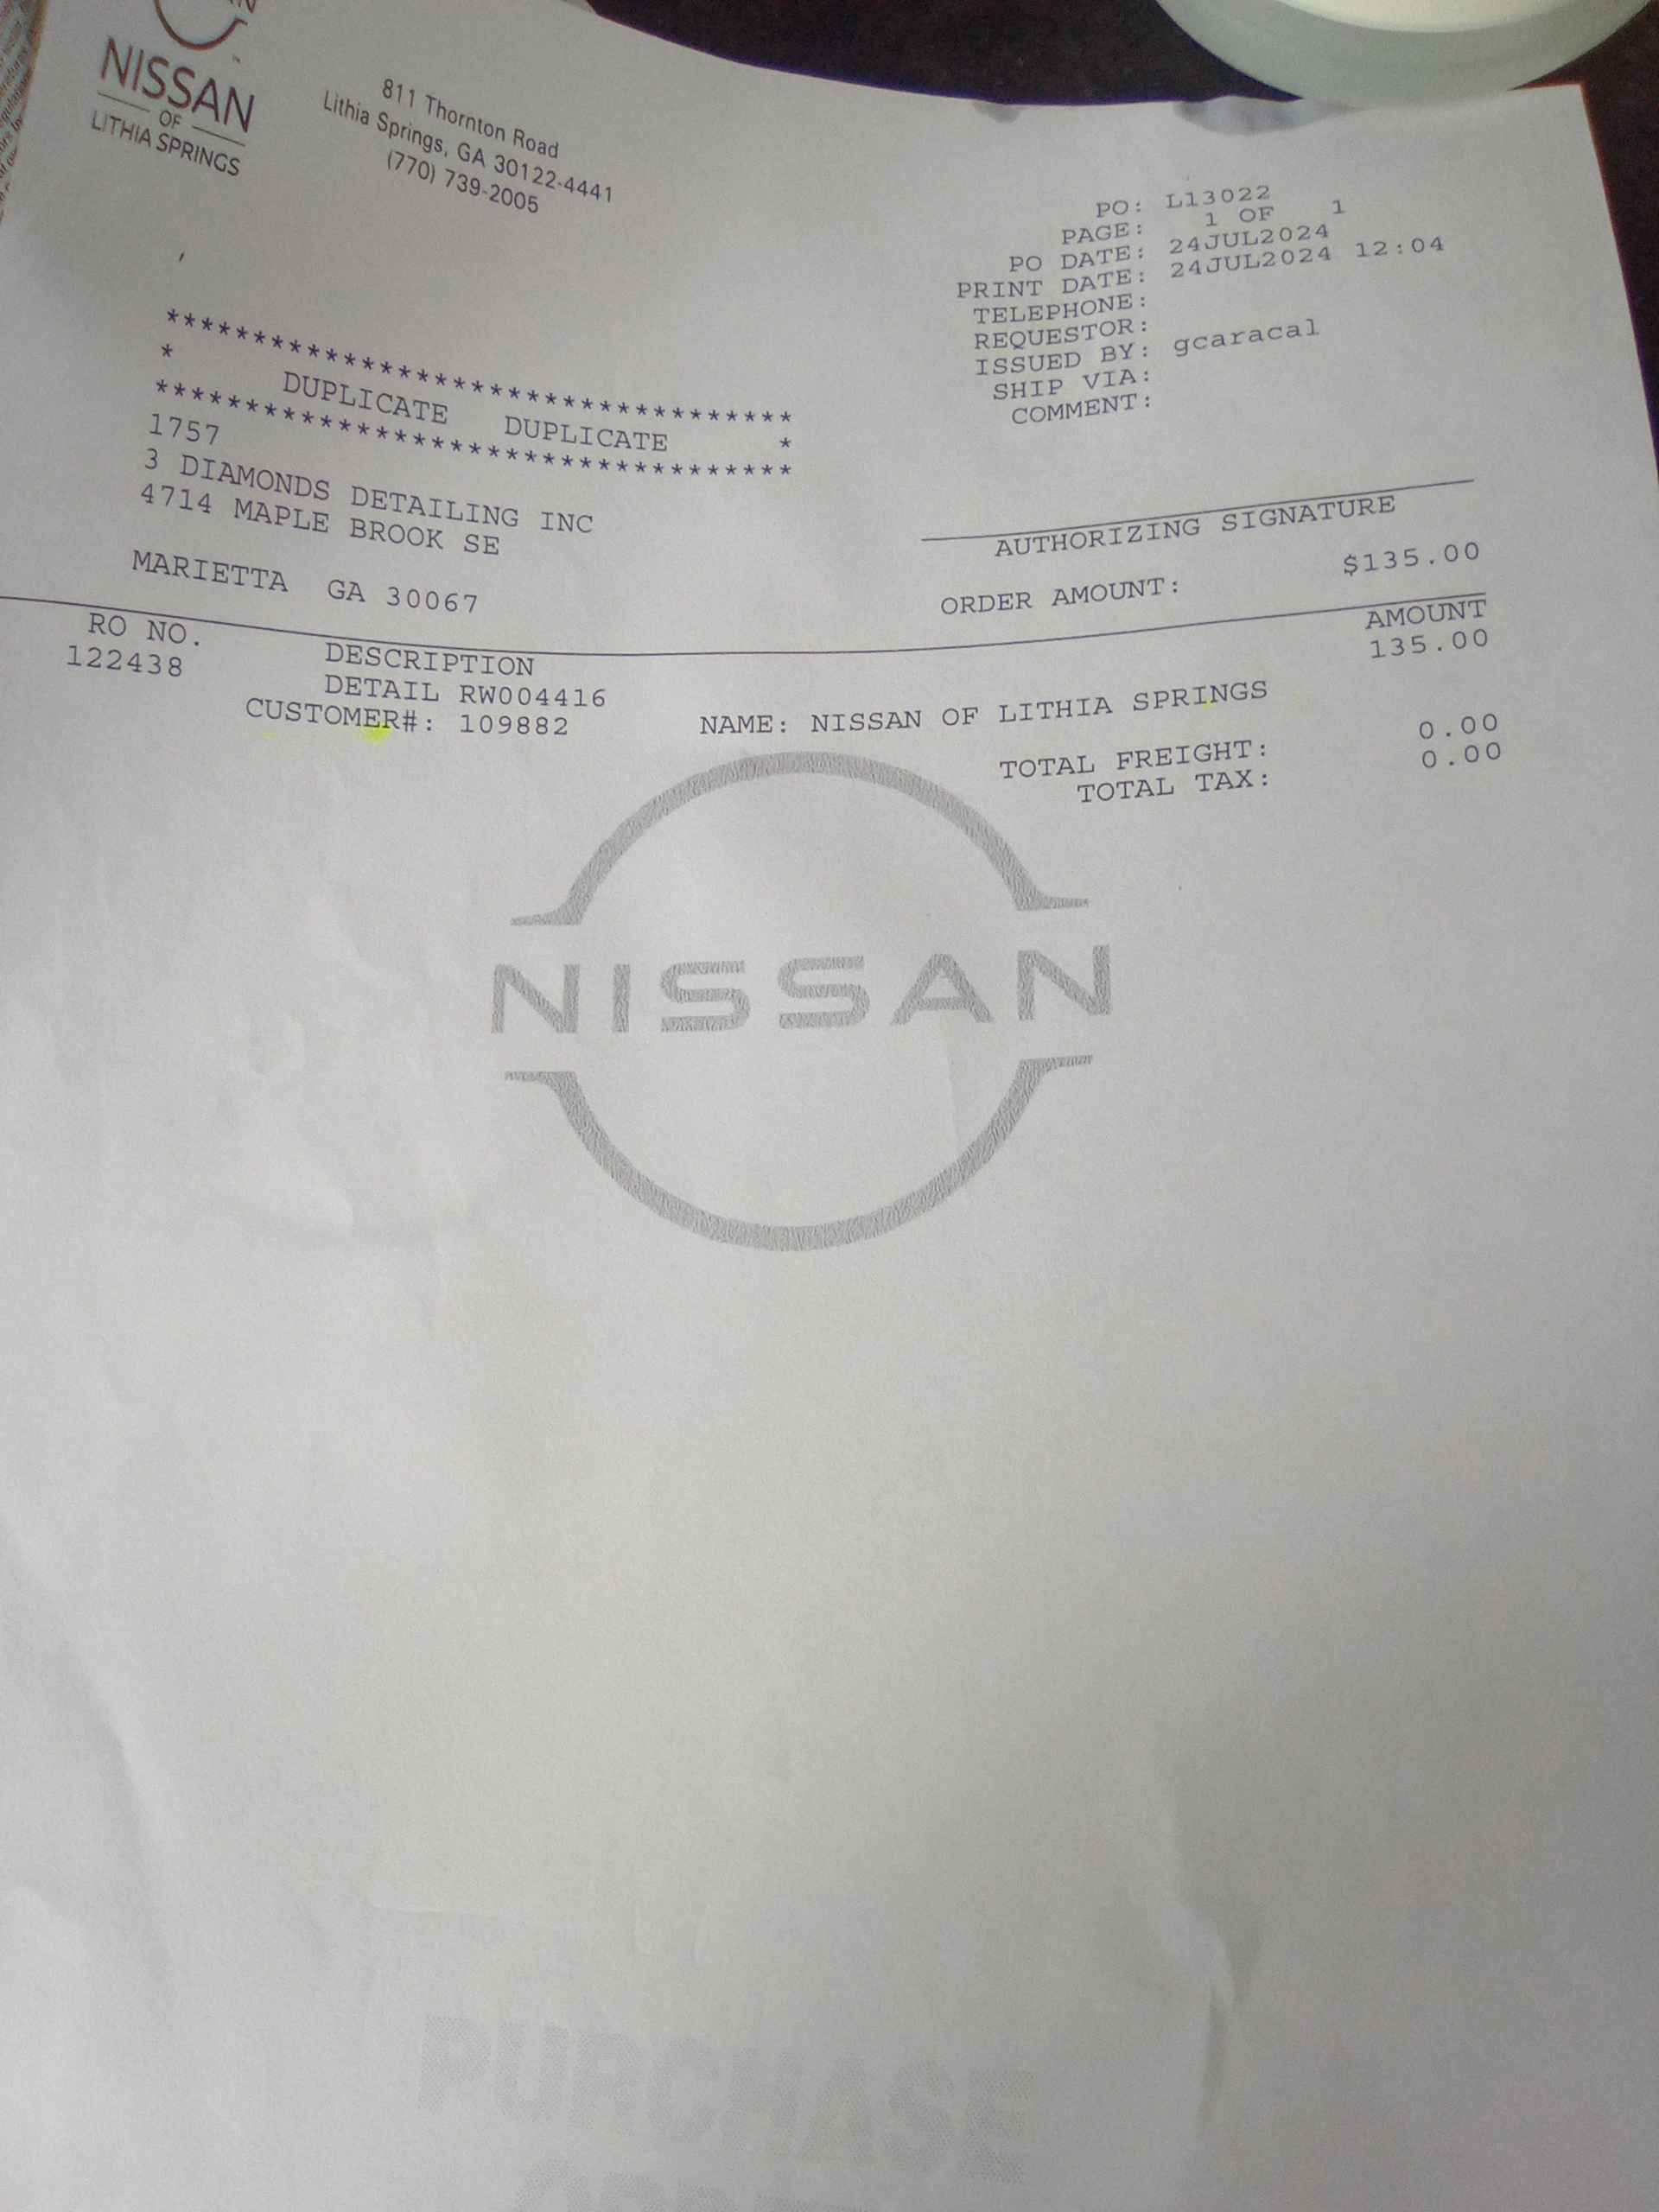 NISSAN
OF
LITHIA SPRINGS
811 Thornton Road
Lithia Springs, GA 30122-4441
(770) 739-2005
PO: L13022
PAGE: 1 OF 1
PO DATE: 24JUL2024
PRINT DATE: 24JUL2024 12:04
TELEPHONE:
REQUESTOR:
ISSUED BY: gcaracal
SHIP VIA:
COMMENT:
************************************
* DUPLICATE DUPLICATE *
************************************
1757
3 DIAMONDS DETAILING INC
4714 MAPLE BROOK SE
MARIETTA GA 30067
AUTHORIZING SIGNATURE
ORDER AMOUNT: $135.00
RO NO. DESCRIPTION AMOUNT
122438 DETAIL RW004416 135.00
CUSTOMER#: 109882 NAME: NISSAN OF LITHIA SPRINGS
TOTAL FREIGHT: 0.00
TOTAL TAX: 0.00
NISSAN
PURCHASE